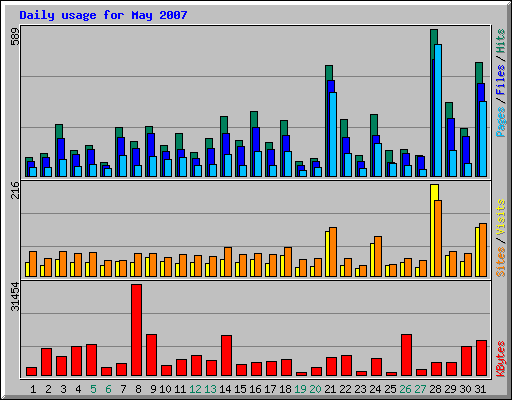 Daily usage for May 2007
589
Pages / Files / Hits
216
Sites / Visits
31454
KBytes
1 2 3 4 5 6 7 8 9 10 11 12 13 14 15 16 17 18 19 20 21 22 23 24 25 26 27 28 29 30 31